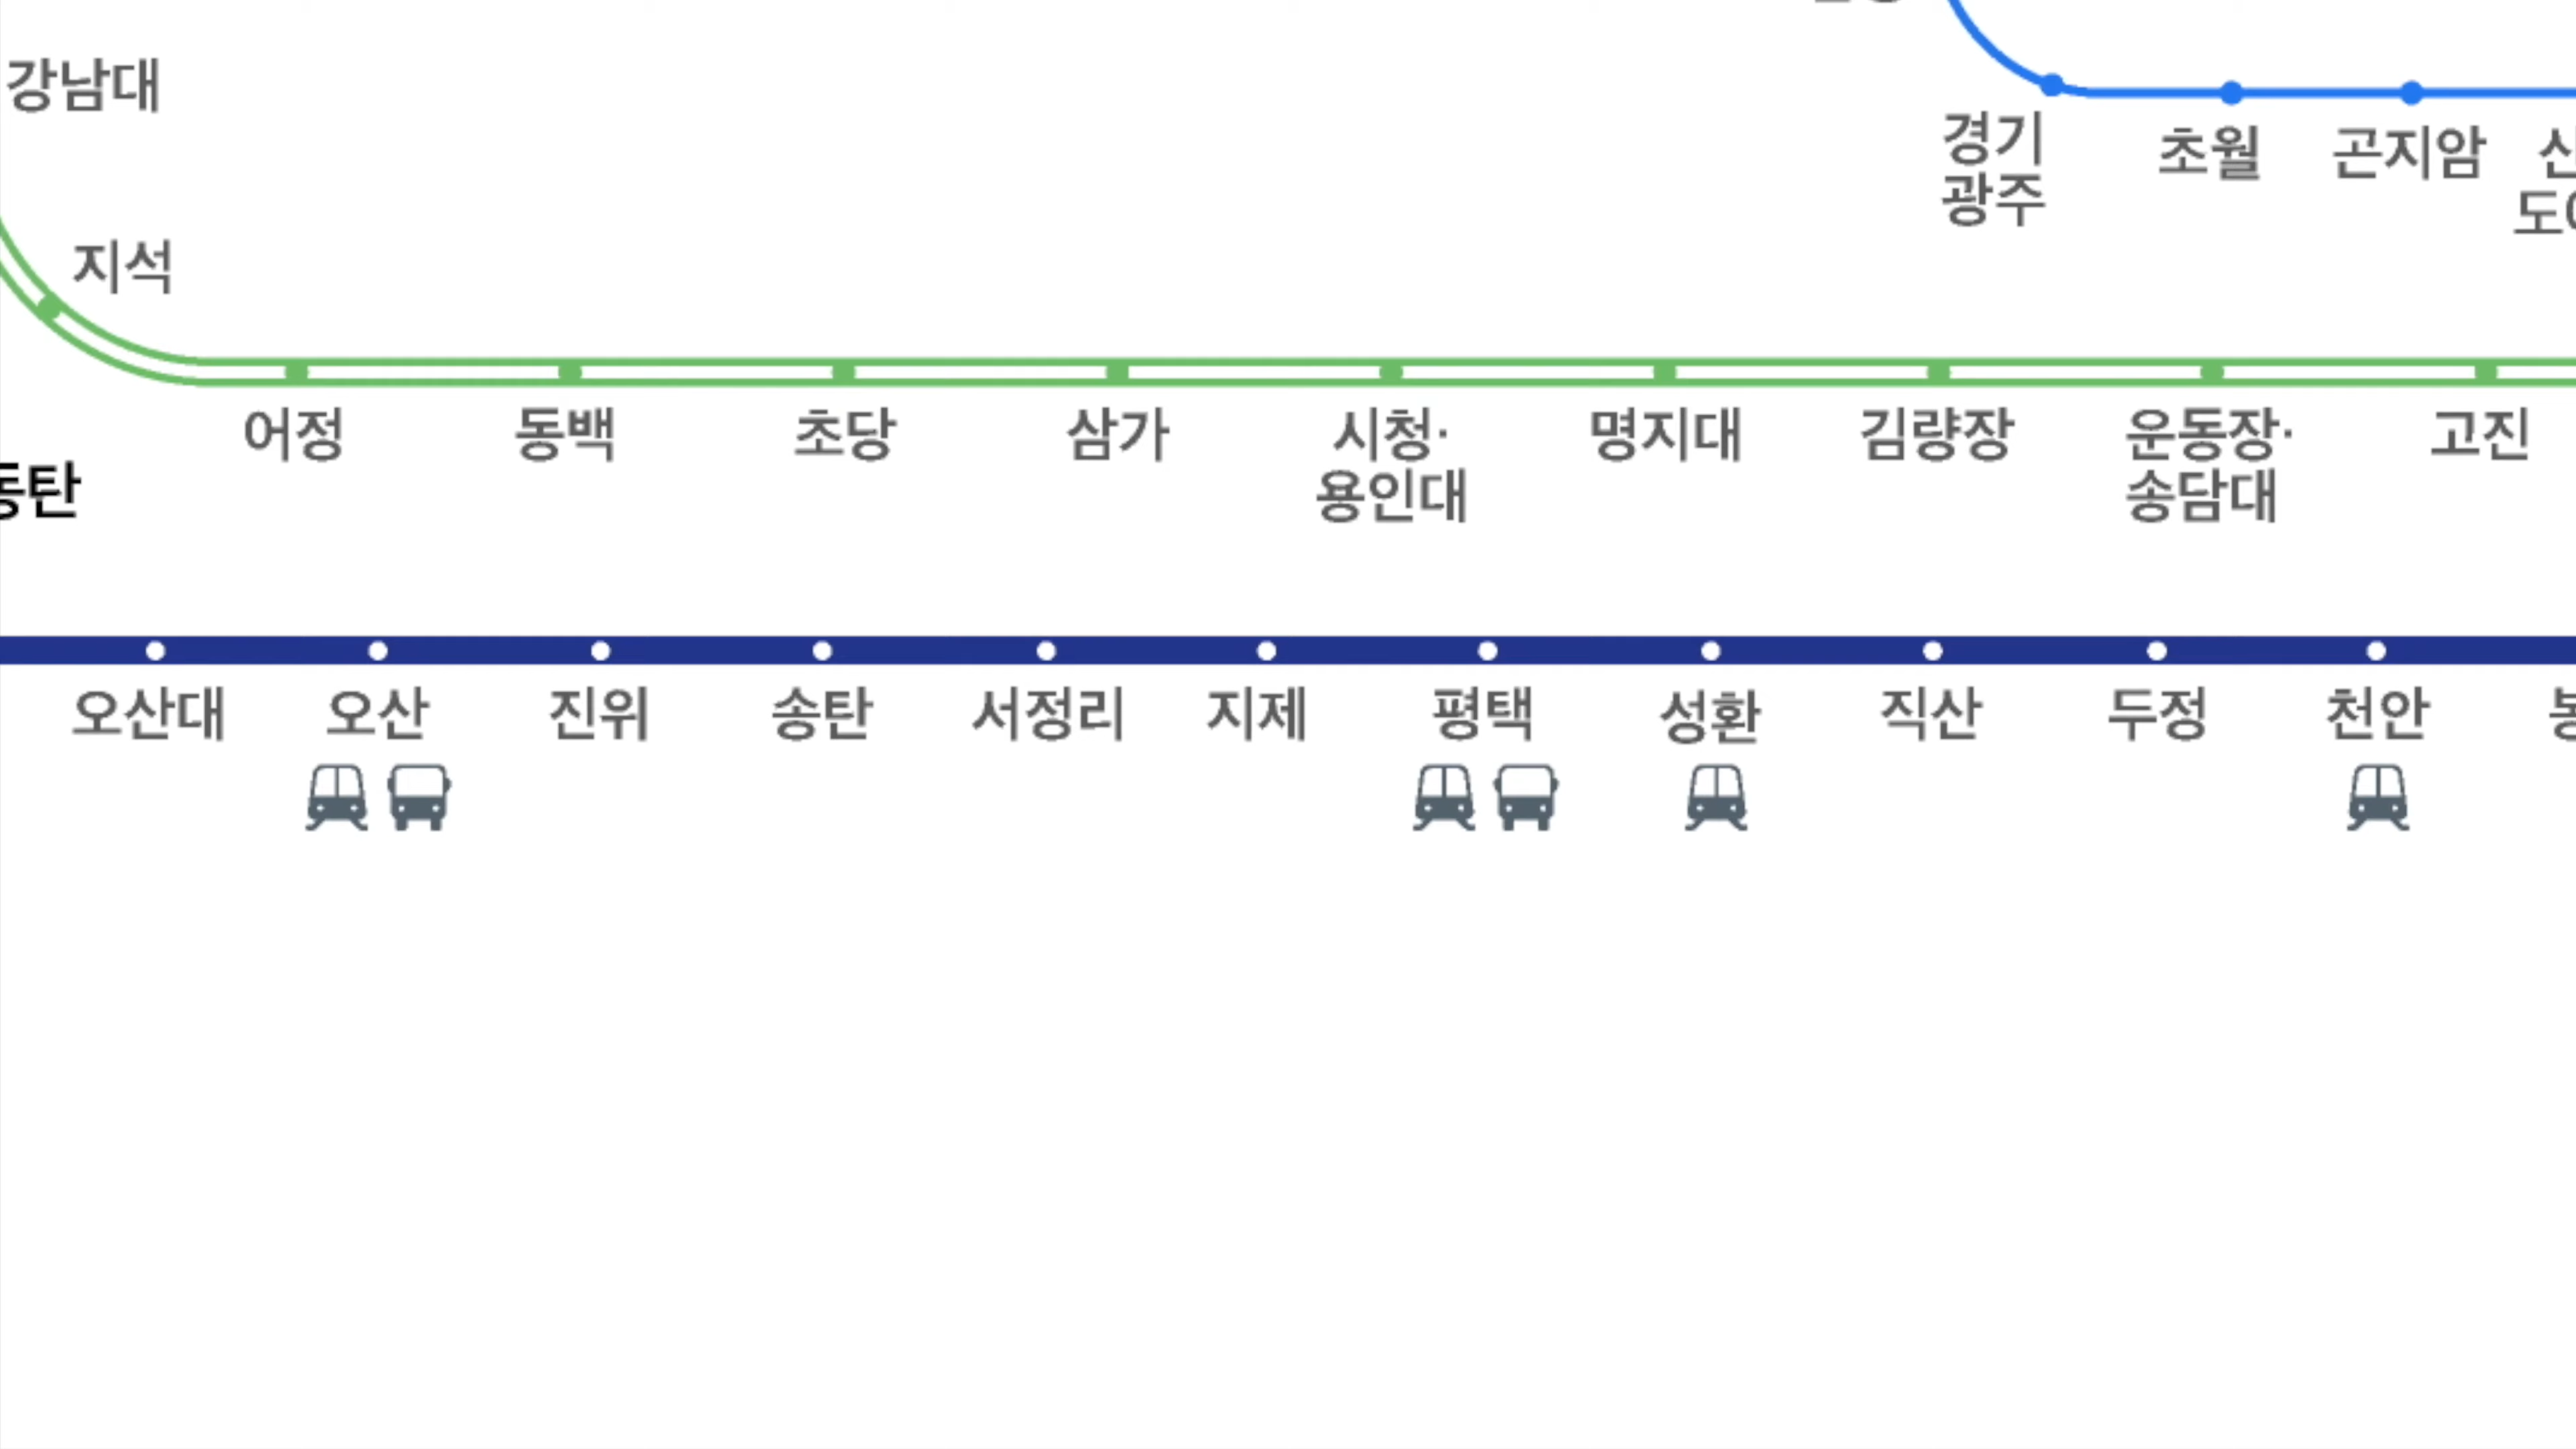 강남대
경기
광주
초월
곤지암
지석
어정
동백
초당
삼가
시청·
용인대
명지대
김량장
운동장·
송담대
고진
동탄
오산대
오산
진위
송탄
서정리
지제
평택
성환
직산
두정
천안